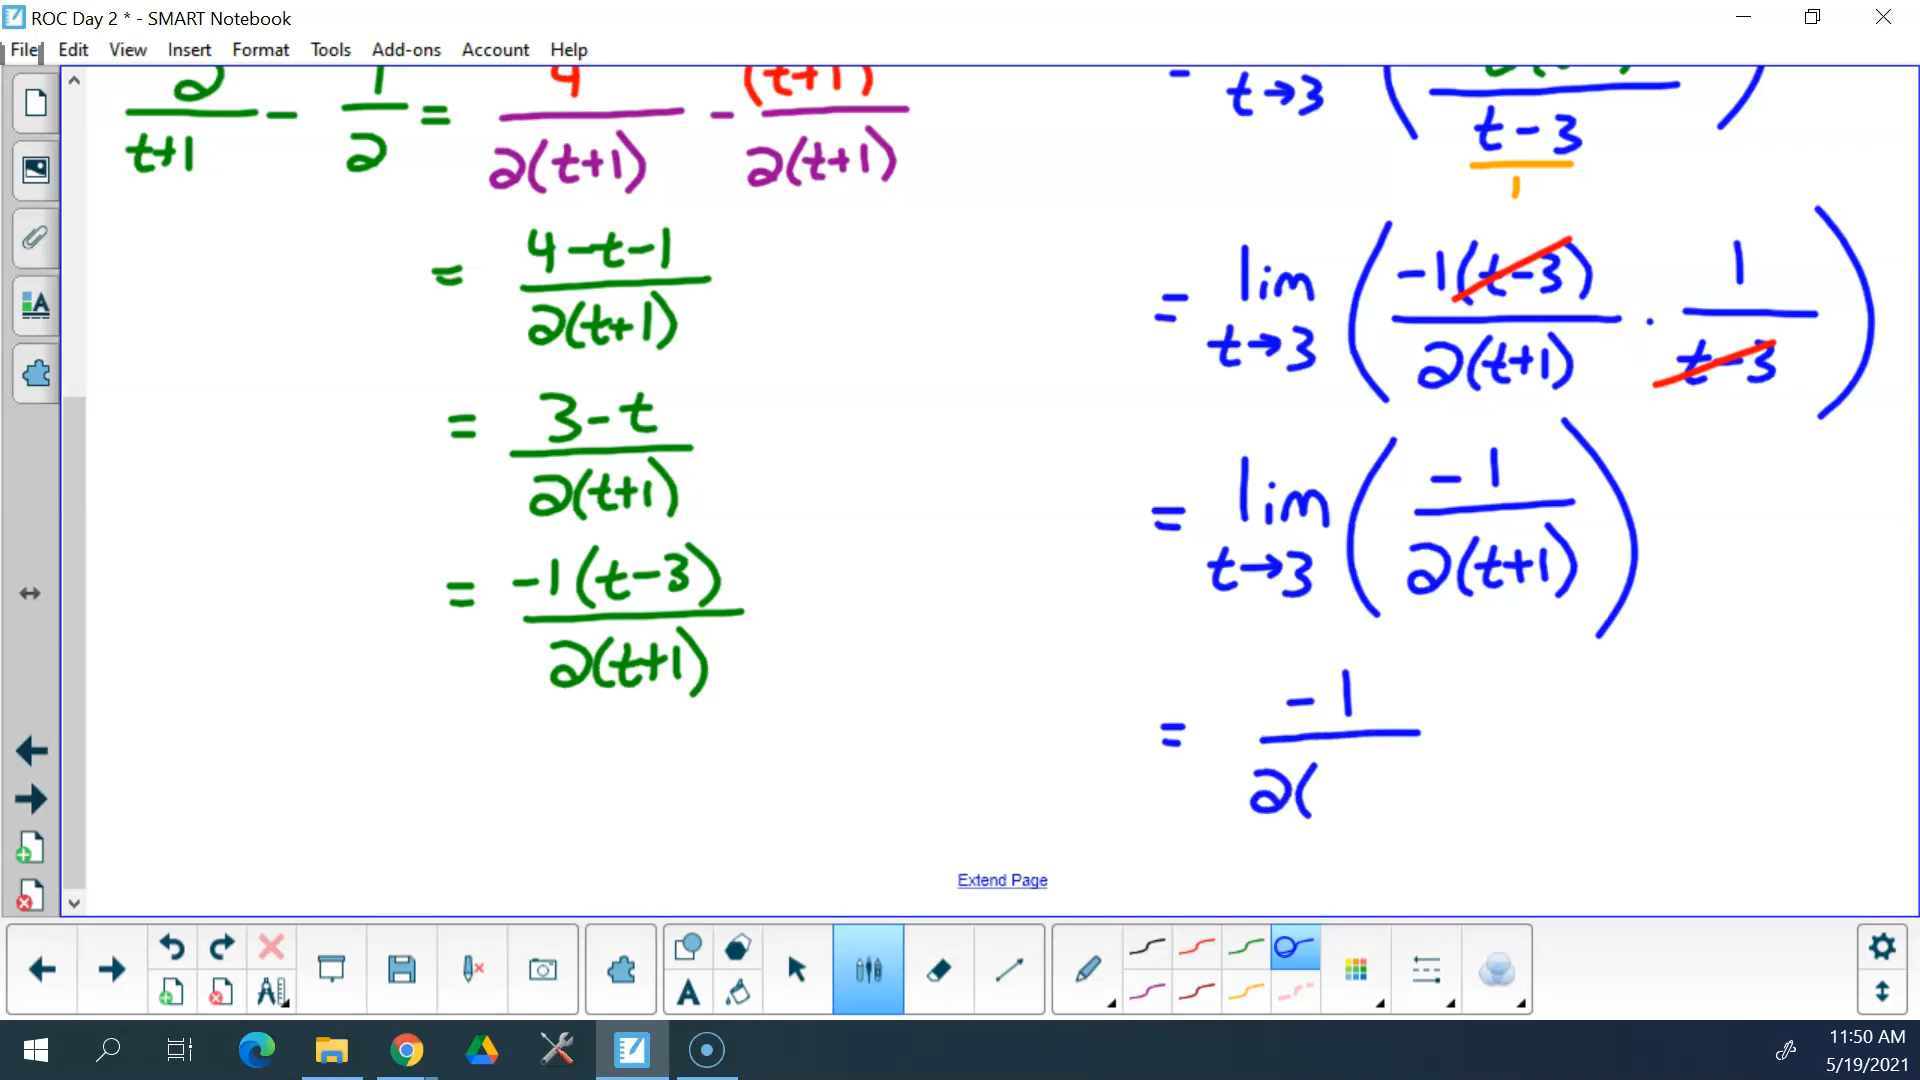 ROC Day 2 * - SMART Notebook
File Edit View Insert Format Tools Add-ons Account Help
2/(t+1) - 1/2 = 4/(2(t+1)) - (t+1)/(2(t+1))
= (4-t-1)/(2(t+1))
= (3-t)/(2(t+1))
= -1(t-3)/(2(t+1))
= t→3 ( /(t-3) )
1
= lim t→3 ( -1(t-3)/(2(t+1)) · 1/(t-3) )
= lim t→3 ( -1/(2(t+1)) )
= -1/(2(
Extend Page
A
11:50 AM
5/19/2021